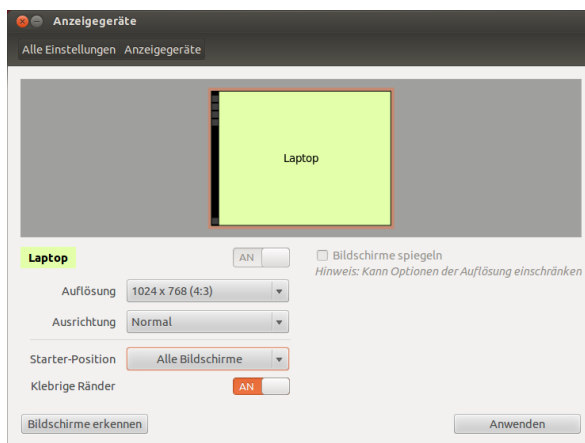 Anzeigegeräte
Alle Einstellungen Anzeigegeräte
Laptop
Laptop AN
Bildschirme spiegeln
Hinweis: Kann Optionen der Auflösung einschränken
Auflösung 1024 x 768 (4:3)
Ausrichtung Normal
Starter-Position Alle Bildschirme
Klebrige Ränder AN
Bildschirme erkennen Anwenden